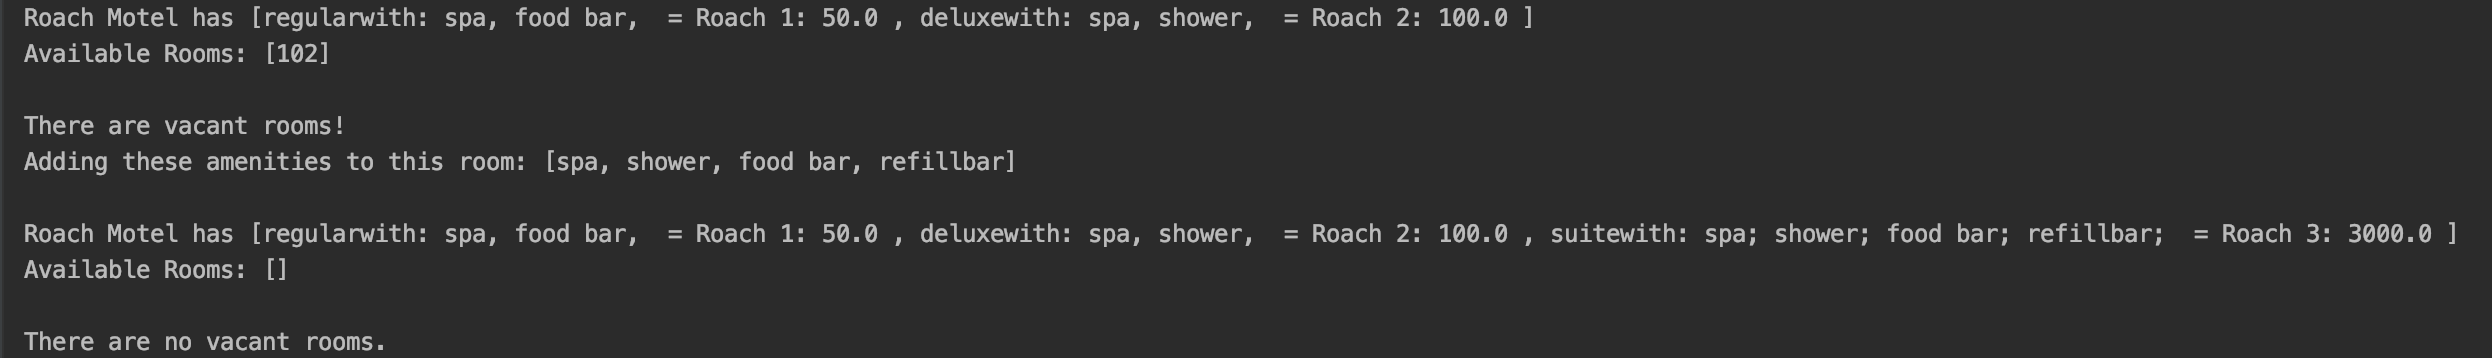 Roach Motel has [regularwith: spa, food bar,  = Roach 1: 50.0 , deluxewith: spa, shower,  = Roach 2: 100.0 ]
Available Rooms: [102]
There are vacant rooms!
Adding these amenities to this room: [spa, shower, food bar, refillbar]
Roach Motel has [regularwith: spa, food bar,  = Roach 1: 50.0 , deluxewith: spa, shower,  = Roach 2: 100.0 , suitewith: spa; shower; food bar; refillbar;  = Roach 3: 3000.0 ]
Available Rooms: []
There are no vacant rooms.